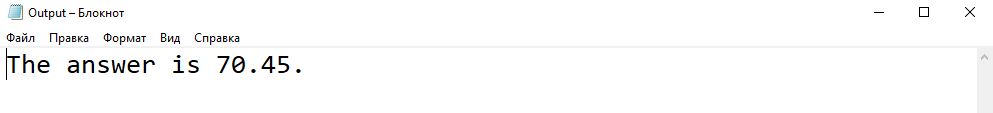 Output – Блокнот
Файл Правка Формат Вид Справка
The answer is 70.45.